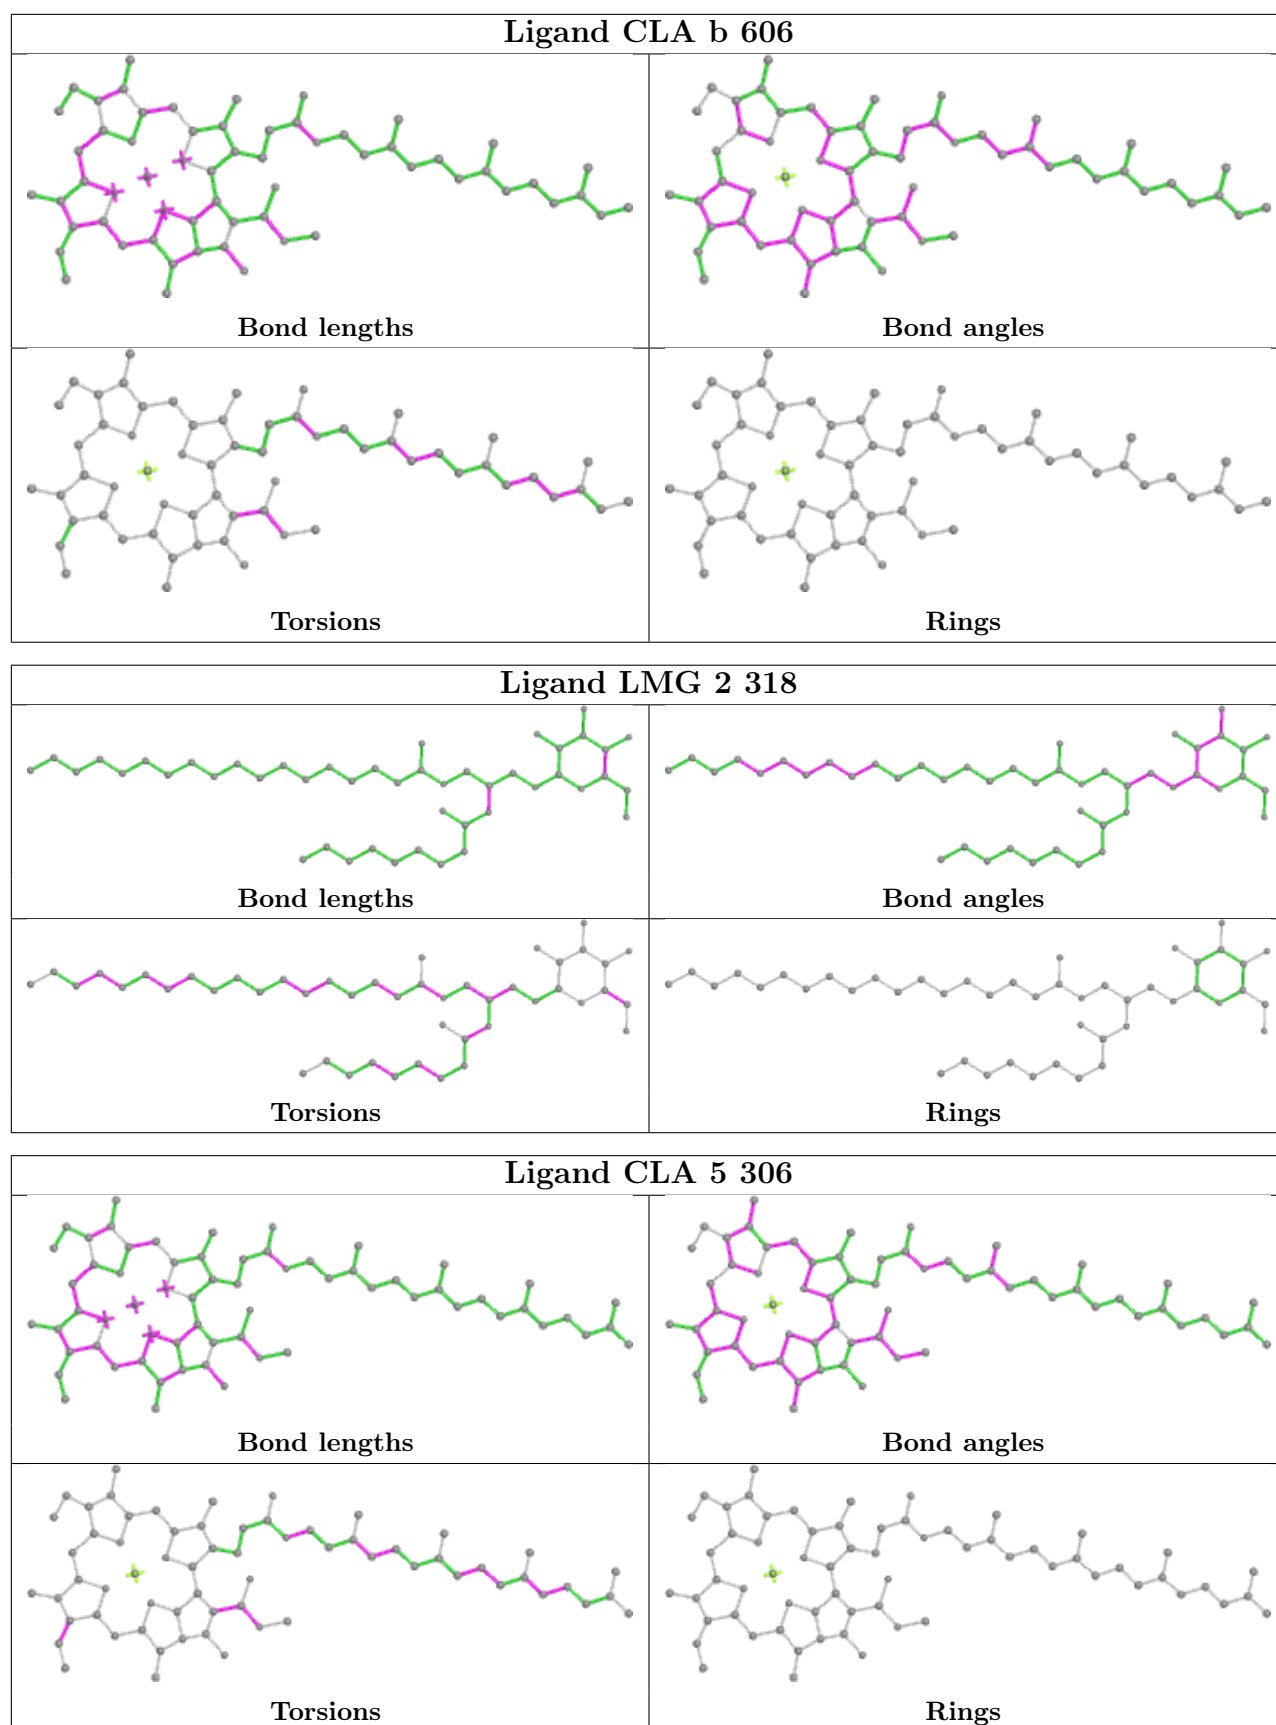 Ligand CLA b 606
Bond lengths
Bond angles
Torsions
Rings
Ligand LMG 2 318
Bond lengths
Bond angles
Torsions
Rings
Ligand CLA 5 306
Bond lengths
Bond angles
Torsions
Rings